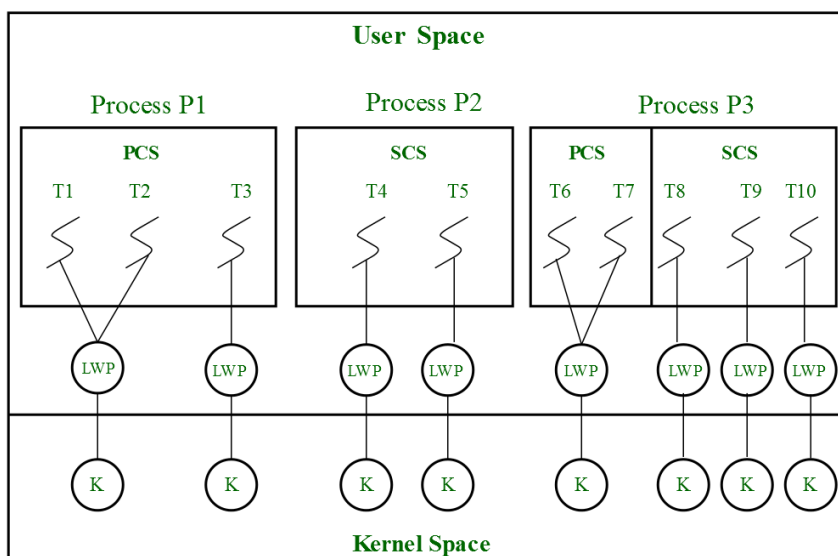 User Space
Process P1 Process P2 Process P3
PCS SCS PCS SCS
T1 T2 T3 T4 T5 T6 T7 T8 T9 T10
LWP LWP LWP LWP LWP LWP LWP LWP
K K K K K K K K
Kernel Space